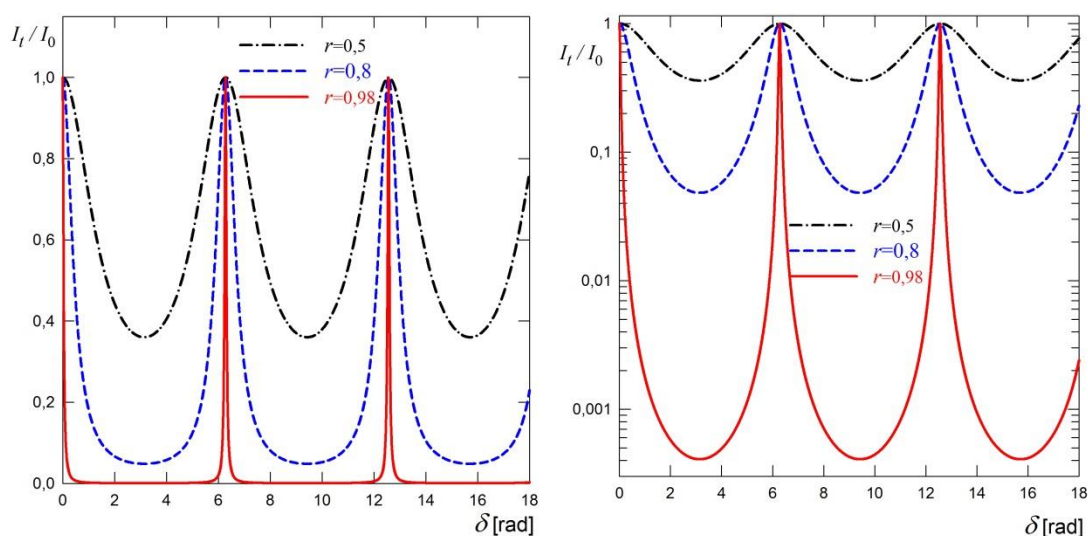 I_t / I_0
r=0,5
r=0,8
r=0,98
1,0
0,8
0,6
0,4
0,2
0,0
0 2 4 6 8 10 12 14 16 18
δ [rad]
I_t / I_0
1
0,1
0,01
0,001
r=0,5
r=0,8
r=0,98
0 2 4 6 8 10 12 14 16 18
δ [rad]